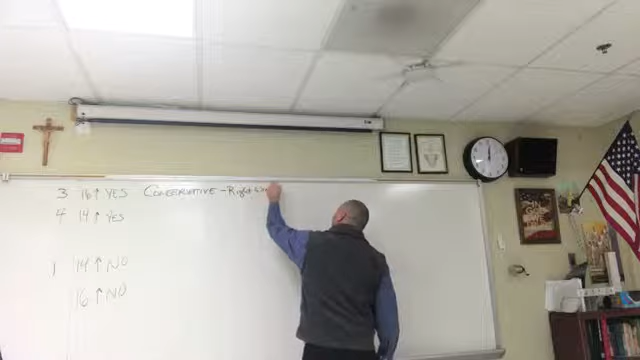 3 16↑ YES CONSERVATIVE - Right
4 14↑ YES
1 14↑ NO
16↑ NO